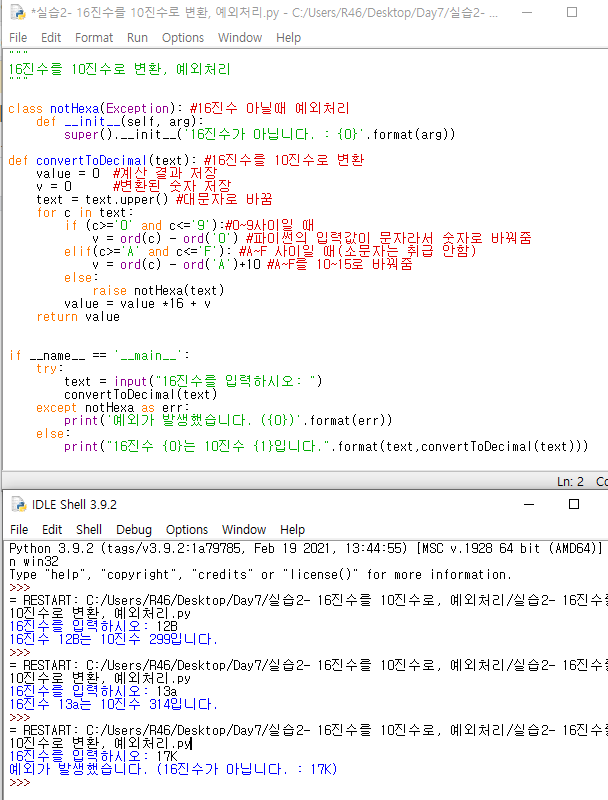 *실습2- 16진수를 10진수로 변환, 예외처리.py - C:/Users/R46/Desktop/Day7/실습2- ...
File Edit Format Run Options Window Help
"""
16진수를 10진수로 변환, 예외처리
"""
class notHexa(Exception): #16진수 아닐때 예외처리
    def __init__(self, arg):
        super().__init__('16진수가 아닙니다. : {0}'.format(arg))
def convertToDecimal(text): #16진수를 10진수로 변환
    value = 0  #계산 결과 저장
    v = 0      #변환된 숫자 저장
    text = text.upper() #대문자로 바꿈
    for c in text:
        if (c>='0' and c<='9'):#0~9사이일 때
            v = ord(c) - ord('0') #파이썬의 입력값이 문자라서 숫자로 바꿔줌
        elif(c>='A' and c<='F'): #A~F 사이일 때(소문자는 취급 안함)
            v = ord(c) - ord('A')+10 #A~F를 10~15로 바꿔줌
        else:
            raise notHexa(text)
        value = value *16 + v
    return value
if __name__ == '__main__':
    try:
        text = input("16진수를 입력하시오: ")
        convertToDecimal(text)
    except notHexa as err:
        print('예외가 발생했습니다. ({0})'.format(err))
    else:
        print("16진수 {0}는 10진수 {1}입니다.".format(text,convertToDecimal(text)))
Ln: 2 Co
IDLE Shell 3.9.2
File Edit Shell Debug Options Window Help
Python 3.9.2 (tags/v3.9.2:1a79785, Feb 19 2021, 13:44:55) [MSC v.1928 64 bit (AMD64)]
n win32
Type "help", "copyright", "credits" or "license()" for more information.
>>>
= RESTART: C:/Users/R46/Desktop/Day7/실습2- 16진수를 10진수로, 예외처리/실습2- 16진수를
10진수로 변환, 예외처리.py
16진수를 입력하시오: 12B
16진수 12B는 10진수 299입니다.
>>>
= RESTART: C:/Users/R46/Desktop/Day7/실습2- 16진수를 10진수로, 예외처리/실습2- 16진수를
10진수로 변환, 예외처리.py
16진수를 입력하시오: 13a
16진수 13a는 10진수 314입니다.
>>>
= RESTART: C:/Users/R46/Desktop/Day7/실습2- 16진수를 10진수로, 예외처리/실습2- 16진수를
10진수로 변환, 예외처리.py
16진수를 입력하시오: 17K
예외가 발생했습니다. (16진수가 아닙니다. : 17K)
>>>